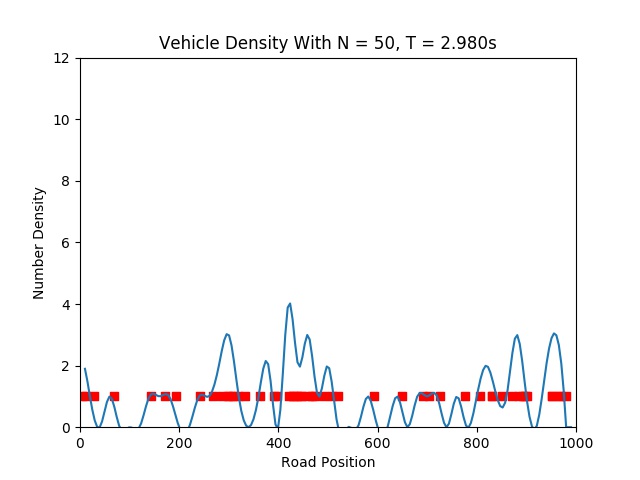 Vehicle Density With N = 50, T = 2.980s
12
10
8
6
4
2
0
Number Density
0 200 400 600 800 1000
Road Position